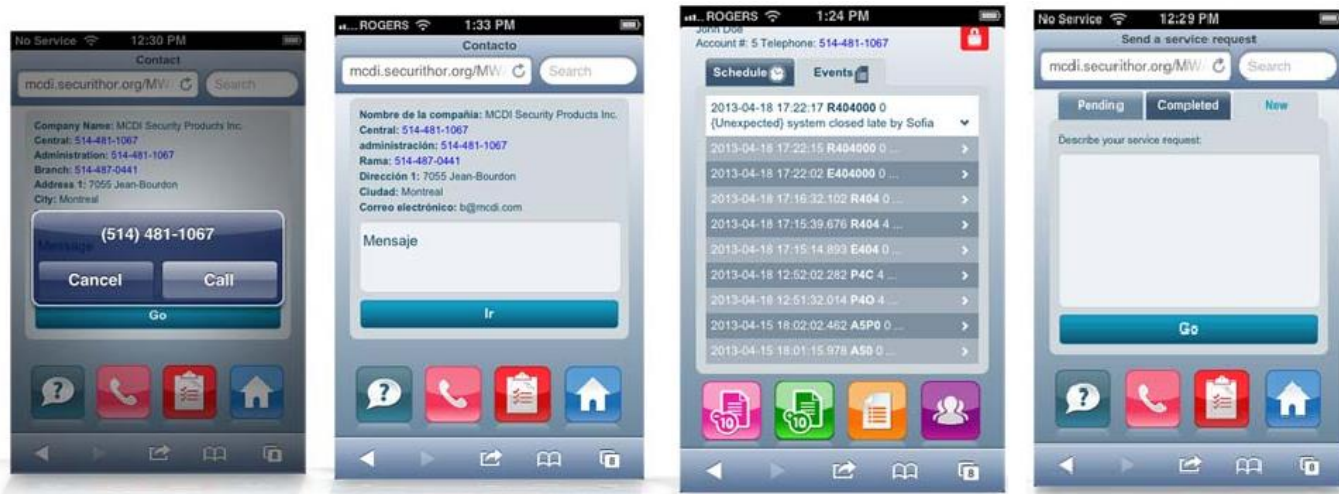 No Service 12:30 PM
Contact
mcdi.securithor.org/MW Search
Company Name: MCDI Security Products Inc.
Central: 514-481-1067
Administration: 514-481-1067
Branch: 514-487-0441
Address 1: 7055 Jean-Bourdon
City: Montreal
(514) 481-1067
Message
Cancel Call
Go
?
8
ROGERS 1:33 PM
Contacto
mcdi.securithor.org/MW Search
Nombre de la compañia: MCDI Security Products Inc.
Central: 514-481-1067
administración: 514-481-1067
Rama: 514-487-0441
Dirección 1: 7055 Jean-Bourdon
Ciudad: Montreal
Correo electrónico: b@mcdi.com
Mensaje
Ir
?
8
ROGERS 1:24 PM
John Doe
Account #: 5 Telephone: 514-481-1067
Schedule Events
2013-04-18 17:22:17 R404000 0
{Unexpected} system closed late by Sofia
2013-04-18 17:22:15 R404000 0 ...
2013-04-18 17:22:02 E404000 0 ...
2013-04-18 17:16:32.102 R404 0 ...
2013-04-18 17:15:39.676 R404 4 ...
2013-04-18 17:15:14.893 E404 0 ...
2013-04-18 12:52:02.282 P4C 4 ...
2013-04-18 12:51:32.014 P4O 4 ...
2013-04-15 18:02:02.462 A5P0 0 ...
2013-04-15 18:01:15.978 A50 0 ...
10 10
8
No Service 12:29 PM
Send a service request
mcdi.securithor.org/MW Search
Pending Completed New
Describe your service request:
Go
?